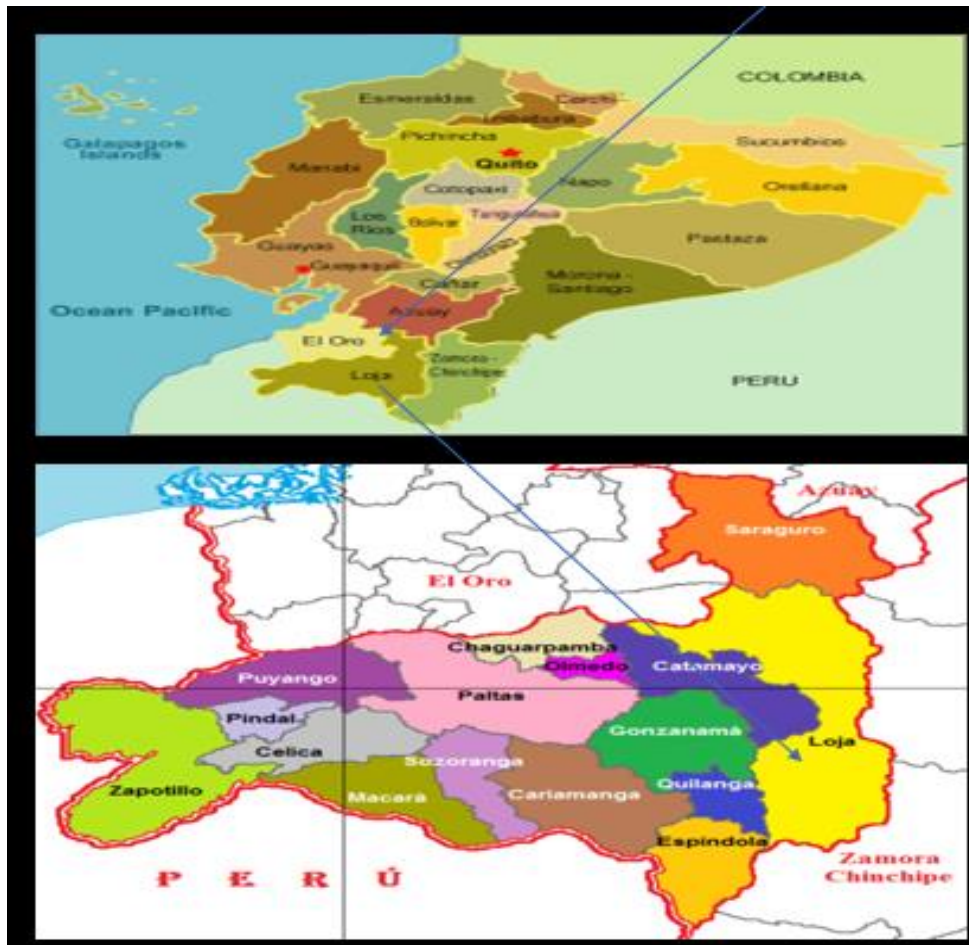 COLOMBIA
Esmeraldas
Carchi
Imbabura
Pichincha
Galapagos
Islands
Quito
Sucumbios
Manabi
Cotopaxi
Napo
Orellana
Los
Rios
Bolivar
Tungurahua
Guayas
Pastaza
Guayaquil
Cañar
Morona -
Santiago
Ocean Pacific
Azuay
El Oro
Zamora -
Chinchipe
Loja
PERU
Azuay
Saraguro
El Oro
Chaguarpamba
Olmedo
Catamayo
Puyango
Paltas
Pindal
Gonzanamá
Loja
Celica
Sozoranga
Zapotillo
Macará
Cariamanga
Quilanga
Espindola
PERÚ
Zamora
Chinchipe